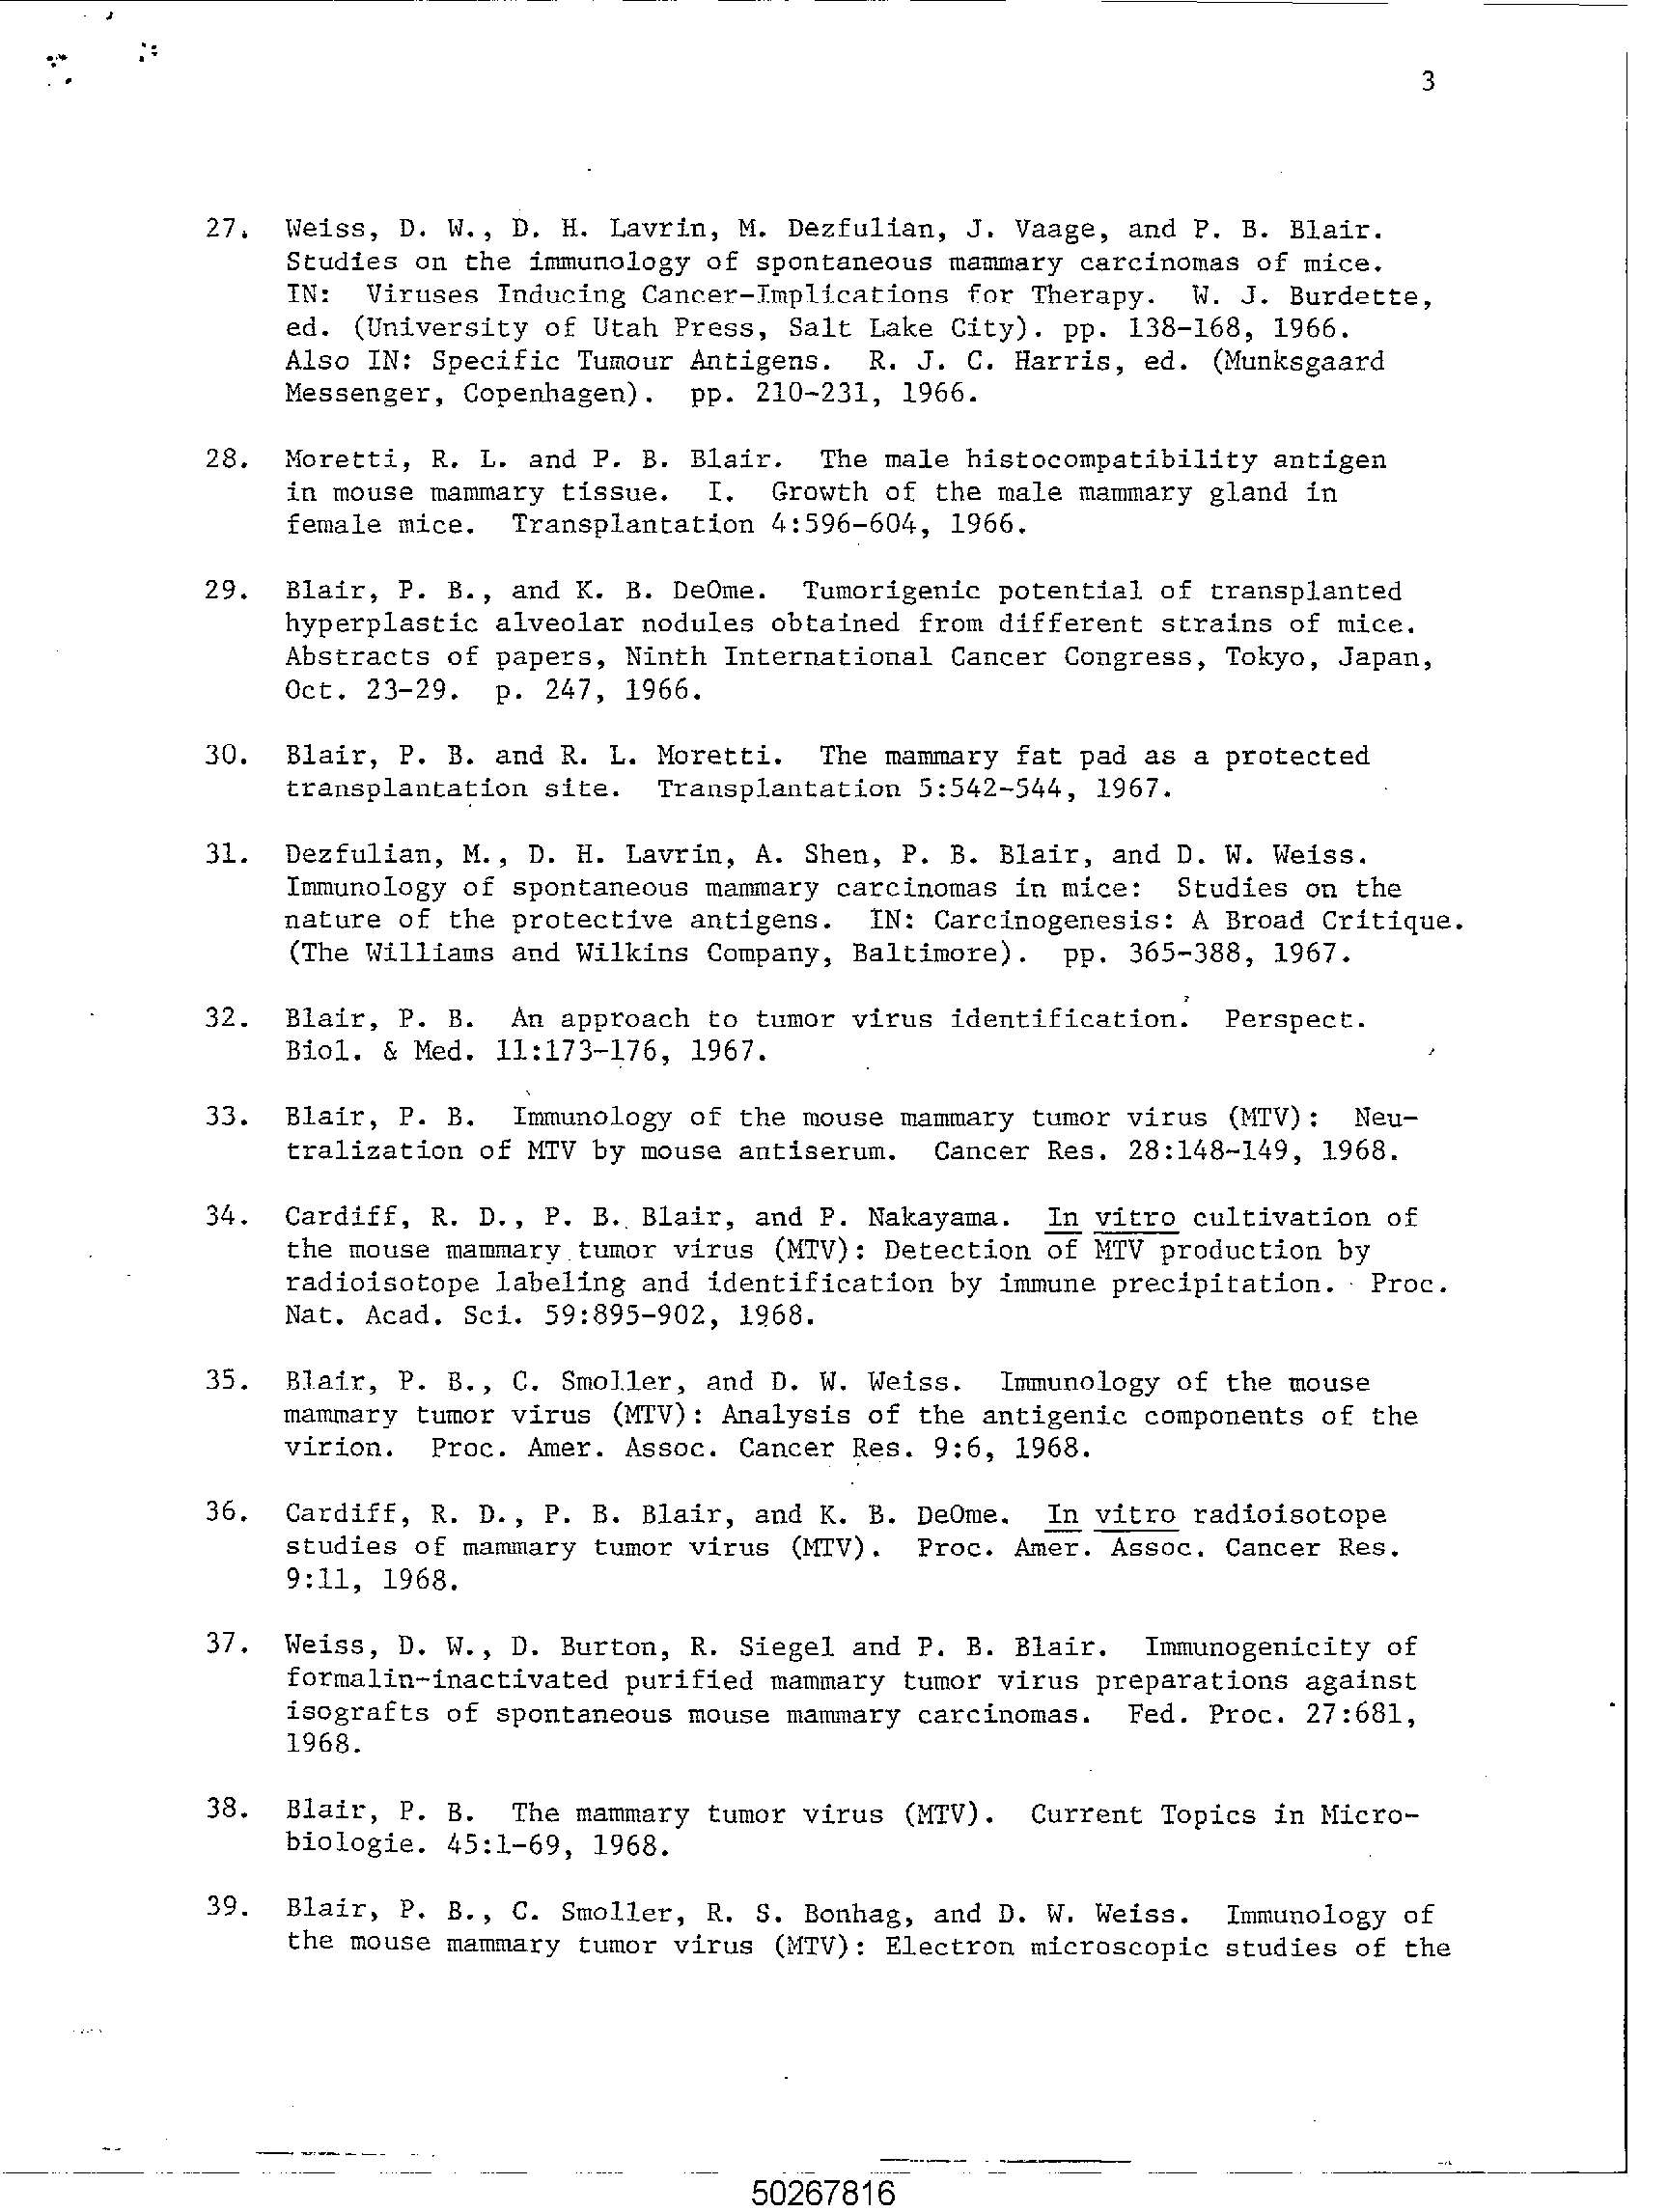 3
27. Weiss, D. W., D. H. Lavrin, M. Dezfulian, J. Vaage, and P. B. Blair.
Studies on the immunology of spontaneous mammary carcinomas of mice.
IN: Viruses Inducing Cancer-Implications for Therapy. W. J. Burdette,
ed. (University of Utah Press, Salt Lake City). pp. 138-168, 1966.
Also IN: Specific Tumour Antigens. R. J. C. Harris, ed. (Munksgaard
Messenger, Copenhagen). pp. 210-231, 1966.
28. Moretti, R. L. and P. B. Blair. The male histocompatibility antigen
in mouse mammary tissue. I. Growth of the male mammary gland in
female mice. Transplantation 4:596-604, 1966.
29. Blair, P. B., and K. B. DeOme. Tumorigenic potential of transplanted
hyperplastic alveolar nodules obtained from different strains of mice.
Abstracts of papers, Ninth International Cancer Congress, Tokyo, Japan,
Oct. 23-29. p. 247, 1966.
30. Blair, P. B. and R. L. Moretti. The mammary fat pad as a protected
transplantation site. Transplantation 5:542-544, 1967.
31. Dezfulian, M., D. H. Lavrin, A. Shen, P. B. Blair, and D. W. Weiss.
Immunology of spontaneous mammary carcinomas in mice: Studies on the
nature of the protective antigens. IN: Carcinogenesis: A Broad Critique.
(The Williams and Wilkins Company, Baltimore). pp. 365-388, 1967.
32. Blair, P. B. An approach to tumor virus identification. Perspect.
Biol. & Med. 11:173-176, 1967.
33. Blair, P. B. Immunology of the mouse mammary tumor virus (MTV): Neu-
tralization of MTV by mouse antiserum. Cancer Res. 28:148-149, 1968.
34. Cardiff, R. D., P. B. Blair, and P. Nakayama. In vitro cultivation of
the mouse mammary tumor virus (MTV): Detection of MTV production by
radioisotope labeling and identification by immune precipitation. Proc.
Nat. Acad. Sci. 59:895-902, 1968.
35. Blair, P. B., C. Smoller, and D. W. Weiss. Immunology of the mouse
mammary tumor virus (MTV): Analysis of the antigenic components of the
virion. Proc. Amer. Assoc. Cancer Res. 9:6, 1968.
36. Cardiff, R. D., P. B. Blair, and K. B. DeOme. In vitro radioisotope
studies of mammary tumor virus (MTV). Proc. Amer. Assoc. Cancer Res.
9:11, 1968.
37. Weiss, D. W., D. Burton, R. Siegel and P. B. Blair. Immunogenicity of
formalin-inactivated purified mammary tumor virus preparations against
isografts of spontaneous mouse mammary carcinomas. Fed. Proc. 27:681,
1968.
38. Blair, P. B. The mammary tumor virus (MTV). Current Topics in Micro-
biologie. 45:1-69, 1968.
39. Blair, P. B., C. Smoller, R. S. Bonhag, and D. W. Weiss. Immunology of
the mouse mammary tumor virus (MTV): Electron microscopic studies of the
50267816